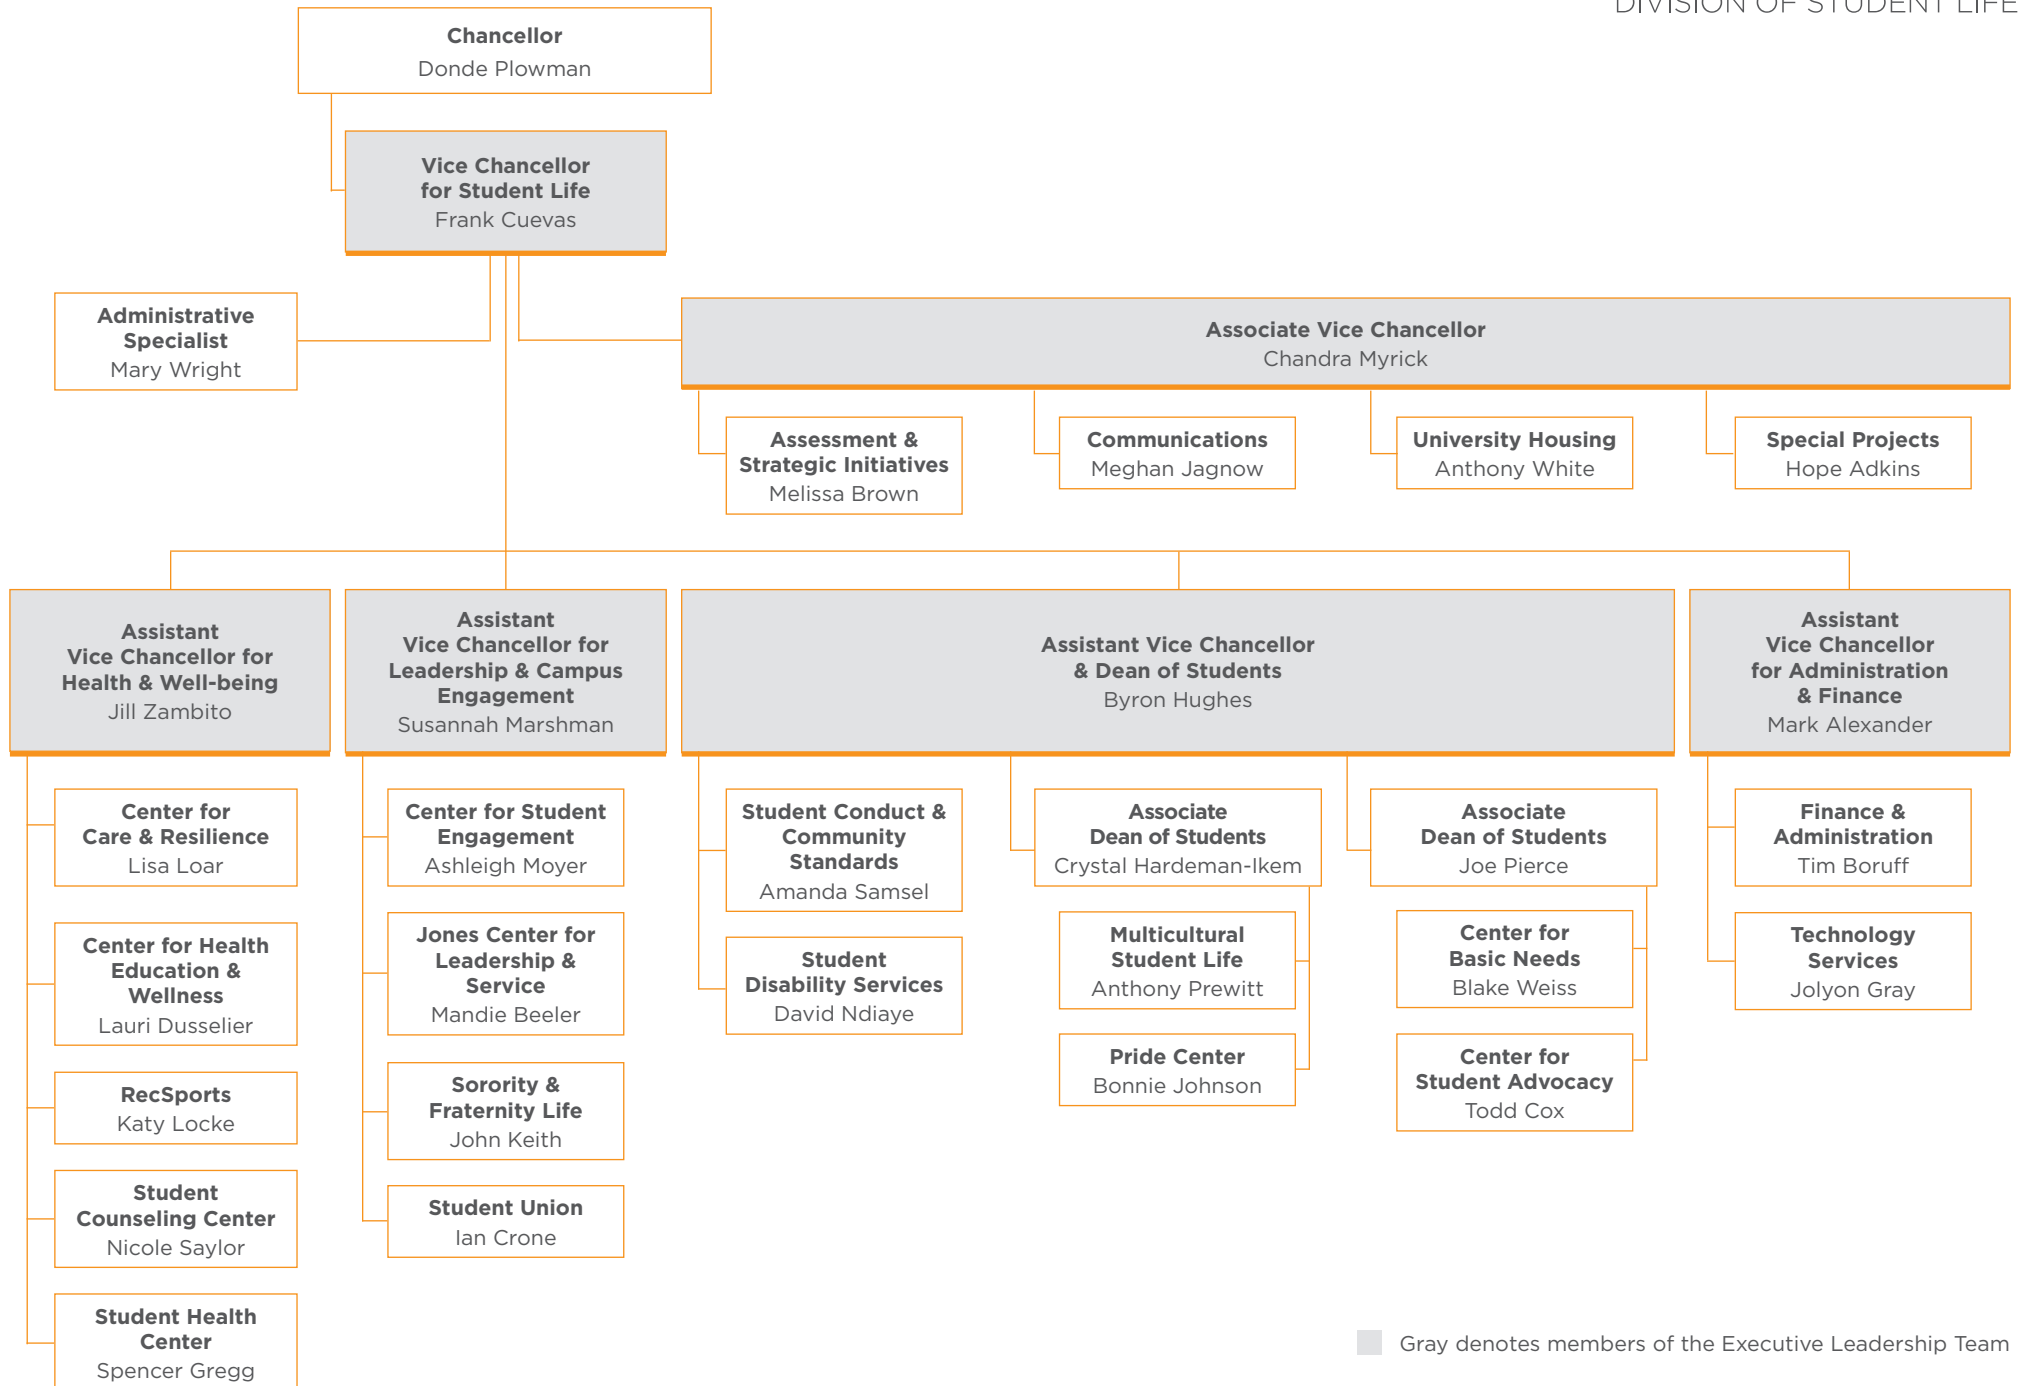 DIVISION OF STUDENT LIFE
Chancellor
Donde Plowman
Vice Chancellor
for Student Life
Frank Cuevas
Administrative
Specialist
Mary Wright
Associate Vice Chancellor
Chandra Myrick
Assessment &
Strategic Initiatives
Melissa Brown
Communications
Meghan Jagnow
University Housing
Anthony White
Special Projects
Hope Adkins
Assistant
Vice Chancellor for
Health & Well-being
Jill Zambito
Assistant
Vice Chancellor for
Leadership & Campus
Engagement
Susannah Marshman
Assistant Vice Chancellor
& Dean of Students
Byron Hughes
Assistant
Vice Chancellor
for Administration
& Finance
Mark Alexander
Center for
Care & Resilience
Lisa Loar
Center for Health
Education &
Wellness
Lauri Dusselier
RecSports
Katy Locke
Student
Counseling Center
Nicole Saylor
Student Health
Center
Spencer Gregg
Center for Student
Engagement
Ashleigh Moyer
Jones Center for
Leadership &
Service
Mandie Beeler
Sorority &
Fraternity Life
John Keith
Student Union
Ian Crone
Student Conduct &
Community
Standards
Amanda Samsel
Student
Disability Services
David Ndiaye
Associate
Dean of Students
Crystal Hardeman-Ikem
Multicultural
Student Life
Anthony Prewitt
Pride Center
Bonnie Johnson
Associate
Dean of Students
Joe Pierce
Center for
Basic Needs
Blake Weiss
Center for
Student Advocacy
Todd Cox
Finance &
Administration
Tim Boruff
Technology
Services
Jolyon Gray
Gray denotes members of the Executive Leadership Team